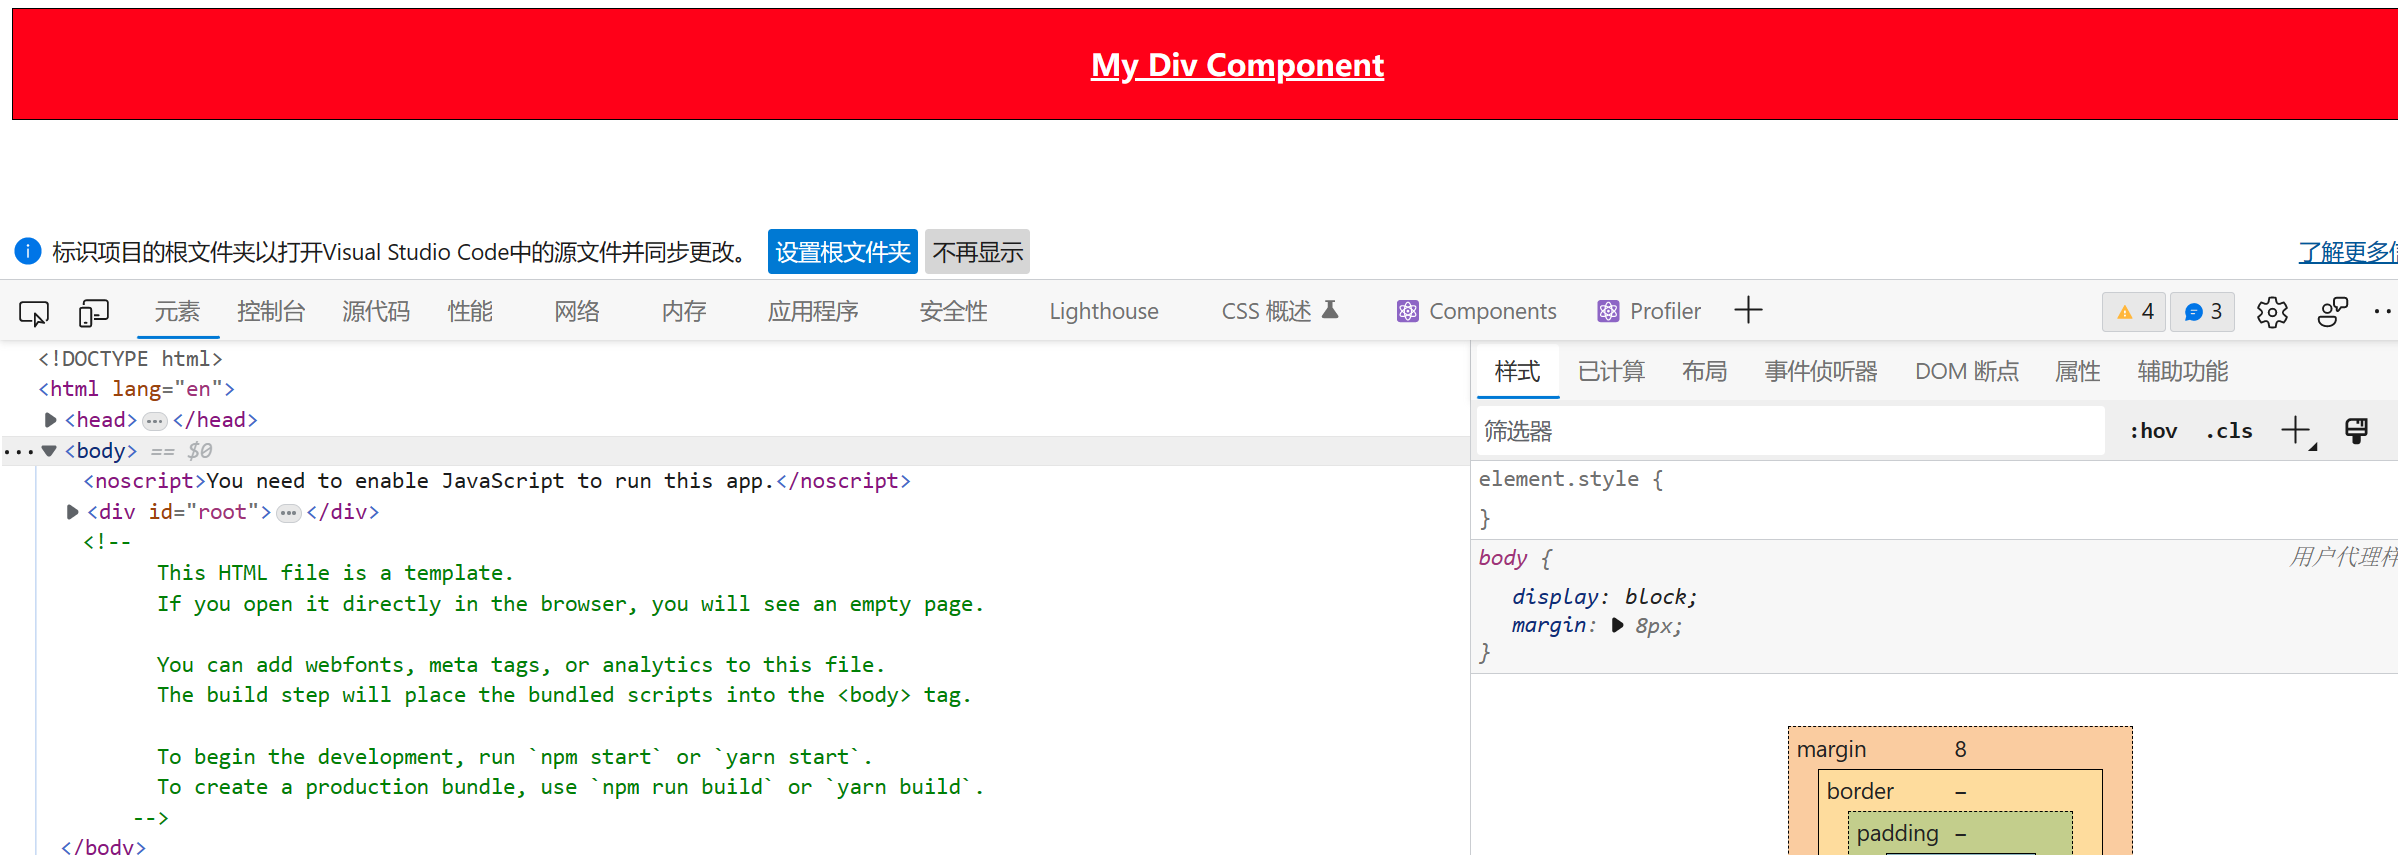 My Div Component
标识项目的根文件夹以打开Visual Studio Code中的源文件并同步更改。 设置根文件夹 不再显示 了解更多信
元素 控制台 源代码 性能 网络 内存 应用程序 安全性 Lighthouse CSS 概述 Components Profiler 4 3
<!DOCTYPE html>
<html lang="en">
<head>…</head>
… <body> == $0
<noscript>You need to enable JavaScript to run this app.</noscript>
<div id="root">…</div>
<!--
This HTML file is a template.
If you open it directly in the browser, you will see an empty page.
You can add webfonts, meta tags, or analytics to this file.
The build step will place the bundled scripts into the <body> tag.
To begin the development, run `npm start` or `yarn start`.
To create a production bundle, use `npm run build` or `yarn build`.
-->
</body>
样式 已计算 布局 事件侦听器 DOM 断点 属性 辅助功能
筛选器 :hov .cls
element.style {
}
body { 用户代理样
display: block;
margin: 8px;
}
margin 8
border –
padding –